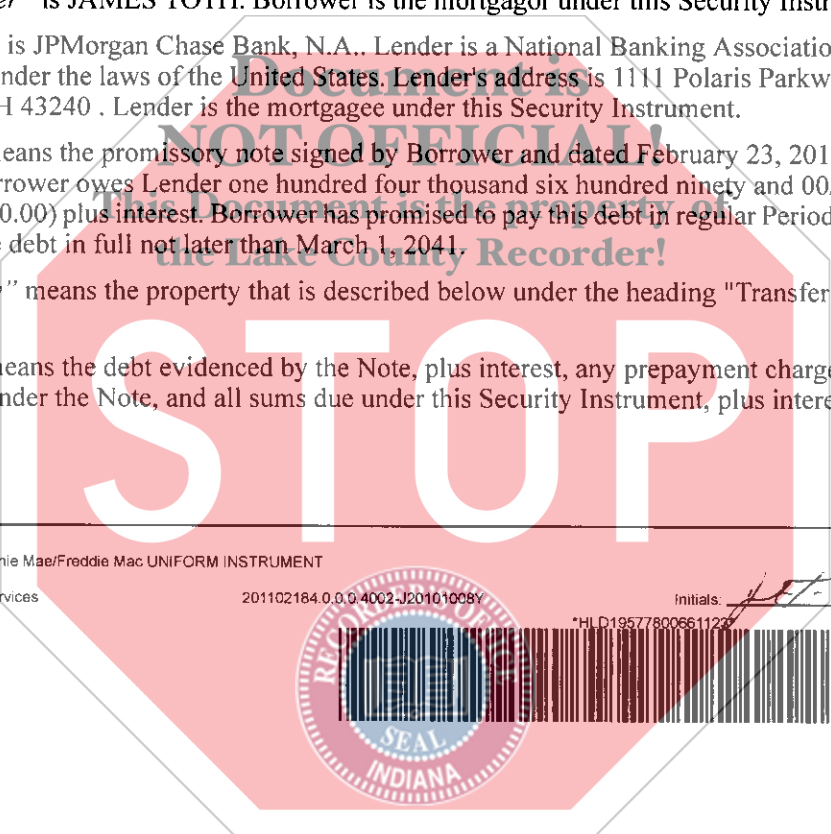 is JAMES TOTH. Borrower is the mortgagor under this Security Instr
is JPMorgan Chase Bank, N.A.. Lender is a National Banking Associatio
nder the laws of the United States. Lender's address is 1111 Polaris Parkw
H 43240 . Lender is the mortgagee under this Security Instrument.
Document is
NOT OFFICIAL!
This Document is the property of
the Lake County Recorder!
eans the promissory note signed by Borrower and dated February 23, 201
rrower owes Lender one hundred four thousand six hundred ninety and 00/
0.00) plus interest. Borrower has promised to pay this debt in regular Period
debt in full not later than March 1, 2041.
" means the property that is described below under the heading "Transfer
eans the debt evidenced by the Note, plus interest, any prepayment charge
nder the Note, and all sums due under this Security Instrument, plus intere
STOP
nie Mae/Freddie Mac UNIFORM INSTRUMENT
rvices 201102184.0.0.0.4002-J20101008Y Initials:
RECORDER'S OFFICE
SEAL
INDIANA